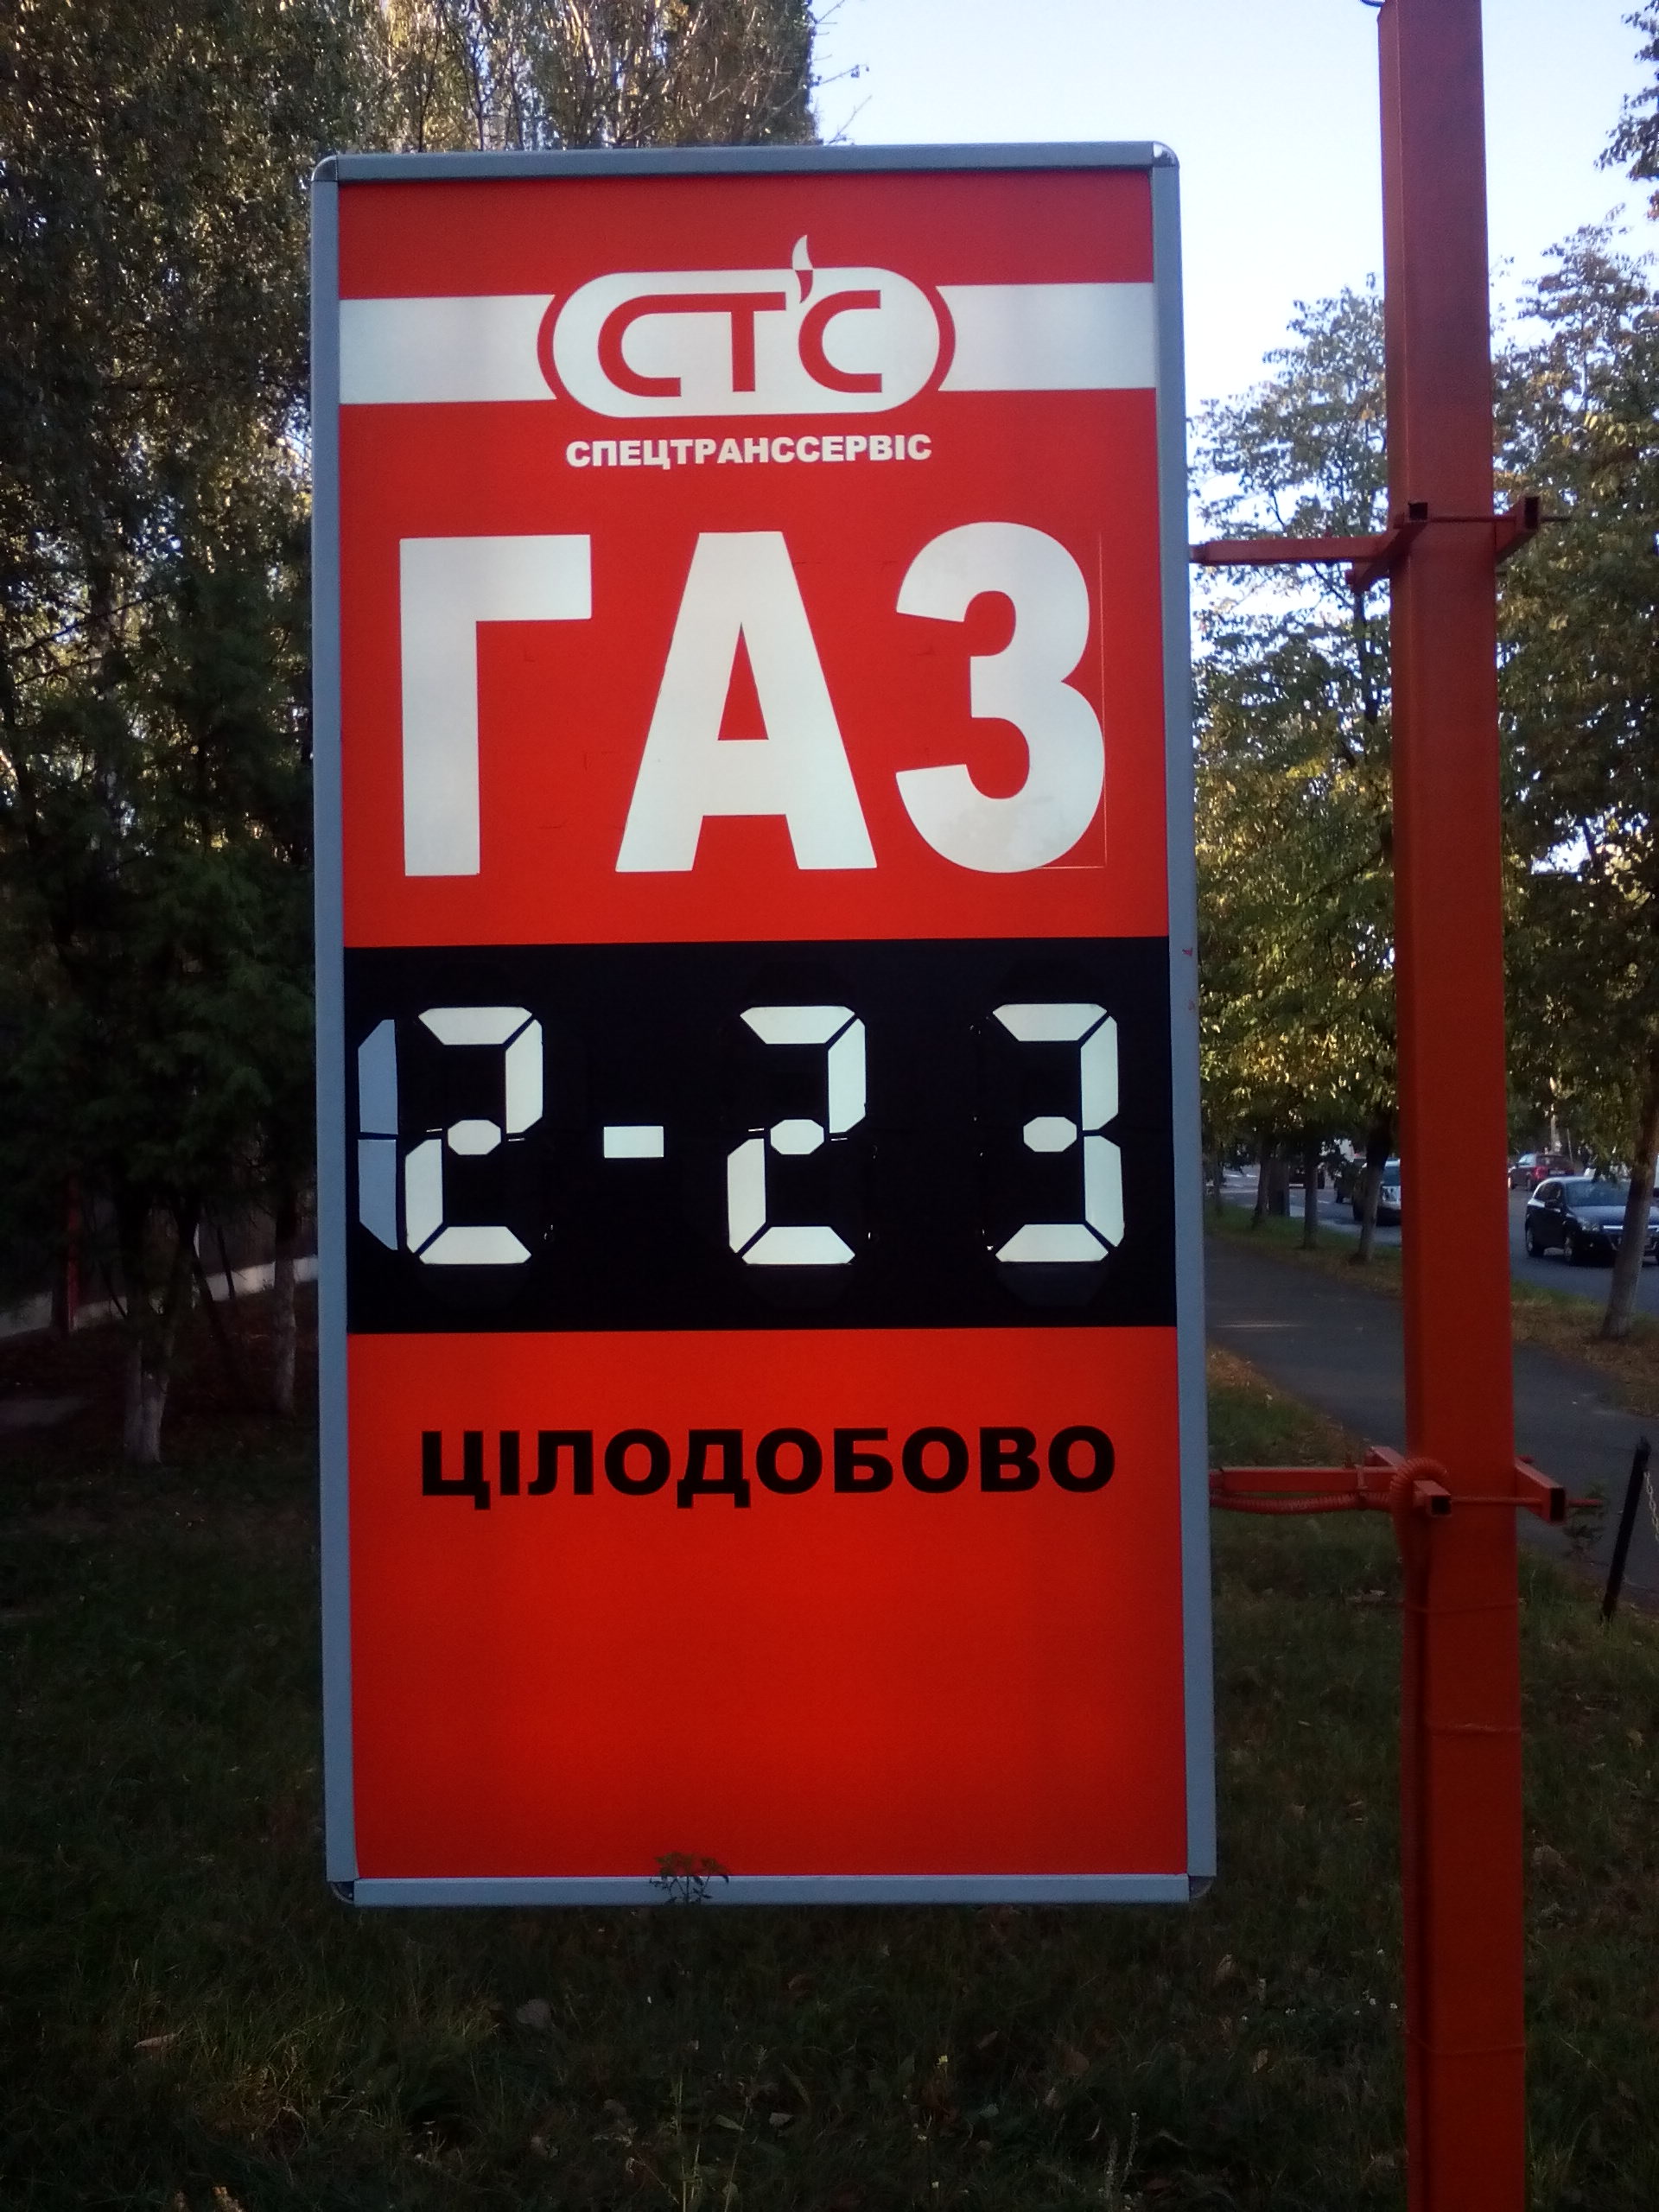 СТС
СПЕЦТРАНССЕРВІС
ГАЗ
12-23
ЦІЛОДОБОВО